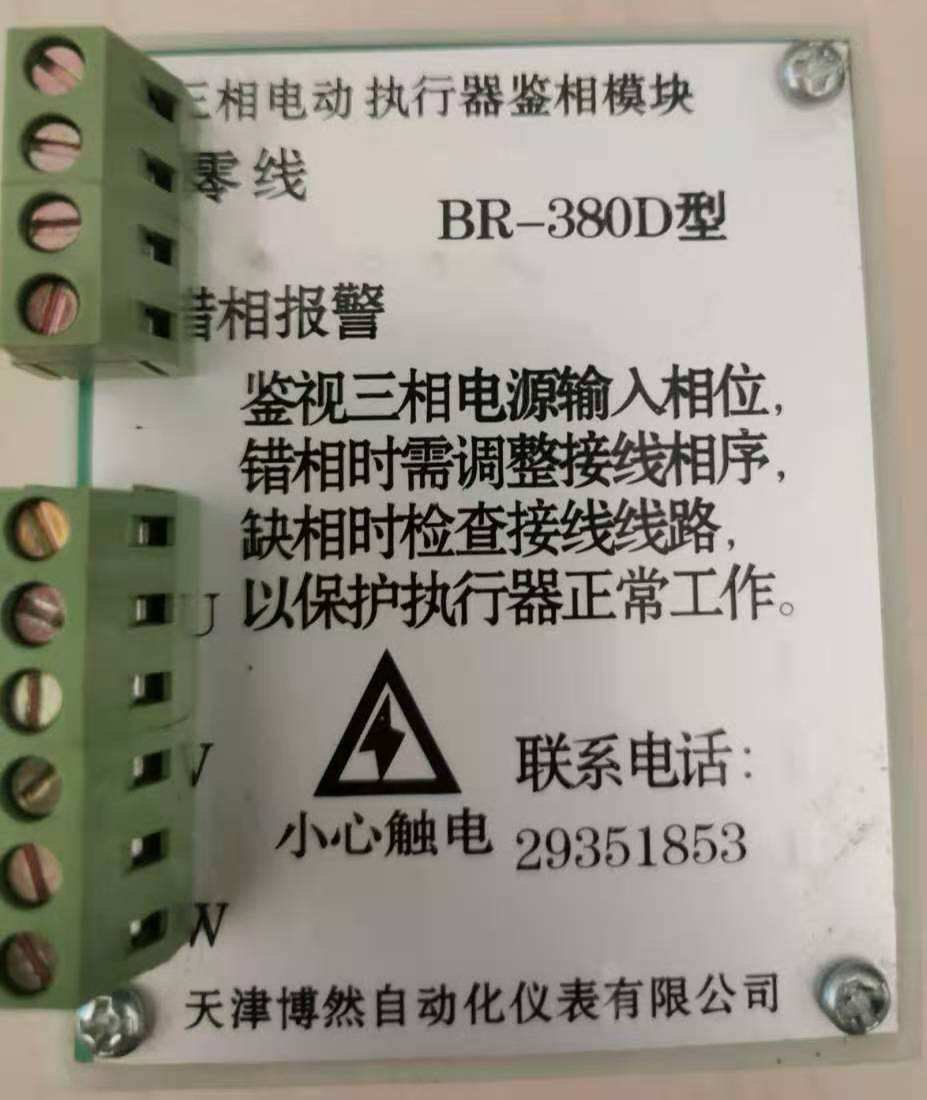 三相电动执行器鉴相模块
零线
BR-380D型
错相报警
鉴视三相电源输入相位，
错相时需调整接线相序，
缺相时检查接线线路，
以保护执行器正常工作。
U
V
W
小心触电
联系电话：
29351853
天津博然自动化仪表有限公司